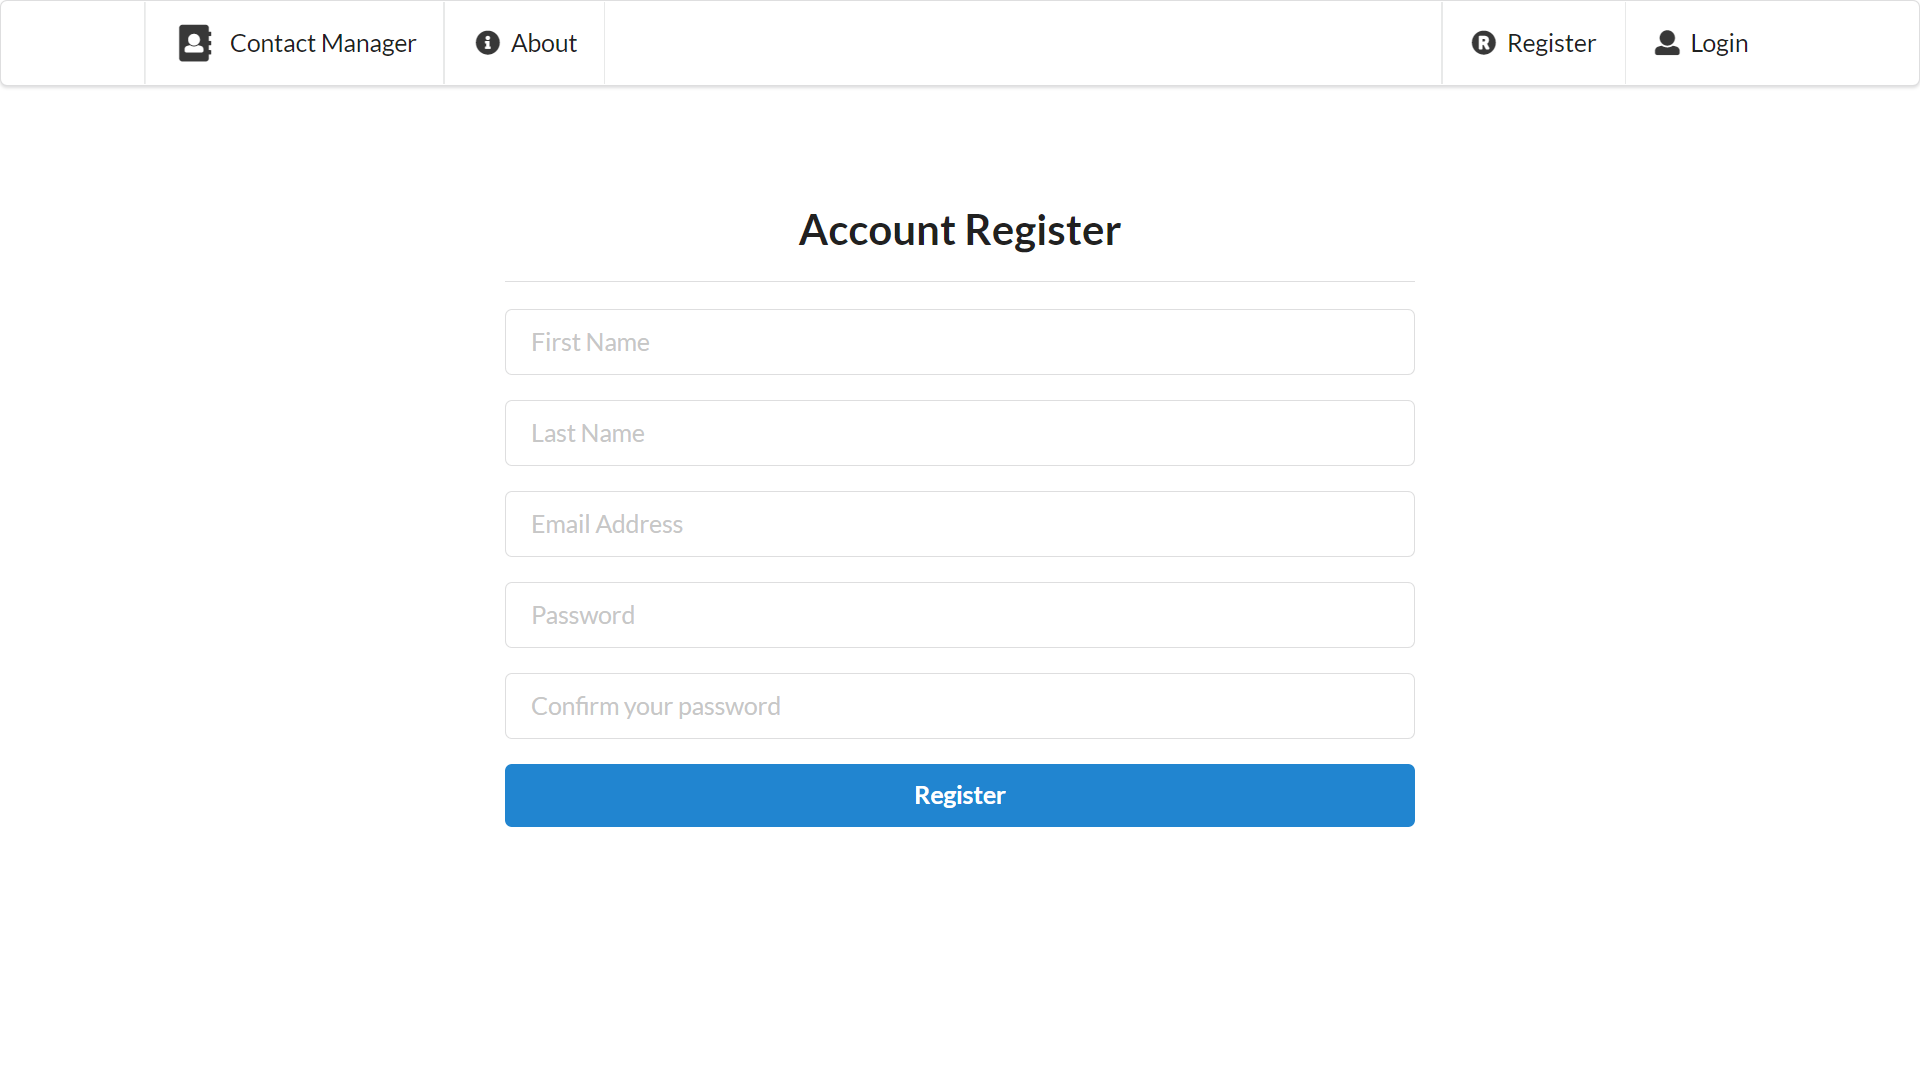 Contact Manager
About
Register
Login
Account Register
First Name
Last Name
Email Address
Password
Confirm your password
Register